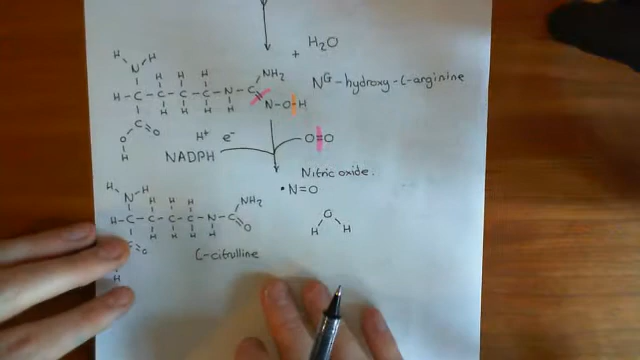 + H₂O
H H
N
H H H H NH₂
H - C - C - C - C - N - C
H H H H N - O - H
C O
O
H
Nᴳ-hydroxy-L-arginine
H⁺ e⁻
NADPH
O = O
Nitric oxide.
•N=O
H H
N
H H H NH₂
H - C - C - C - C - N - C
H H H H O
C O
H
O
H H
L-citrulline